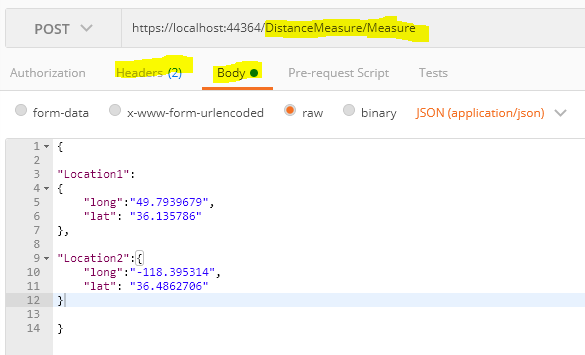 POST https://localhost:44364/DistanceMeasure/Measure
Authorization Headers (2) Body Pre-request Script Tests
form-data x-www-form-urlencoded raw binary JSON (application/json)
1 {
2
3 "Location1":
4 {
5 "long":"49.7939679",
6 "lat": "36.135786"
7 },
8
9 "Location2":{
10 "long":"-118.395314",
11 "lat": "36.4862706"
12 }
13
14 }